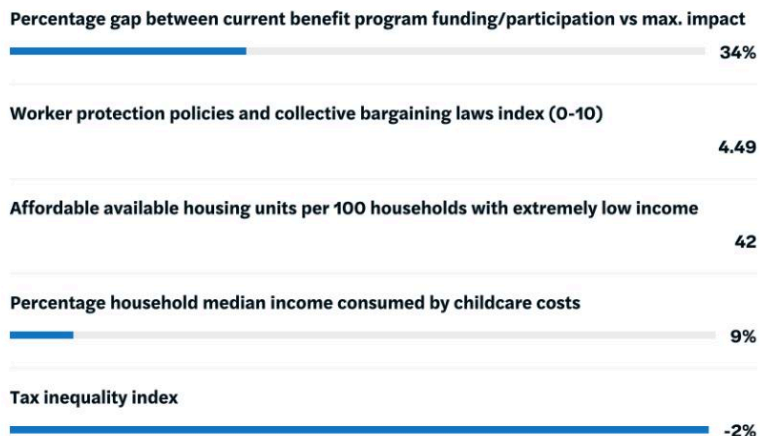 Percentage gap between current benefit program funding/participation vs max. impact
34%
Worker protection policies and collective bargaining laws index (0-10)
4.49
Affordable available housing units per 100 households with extremely low income
42
Percentage household median income consumed by childcare costs
9%
Tax inequality index
-2%